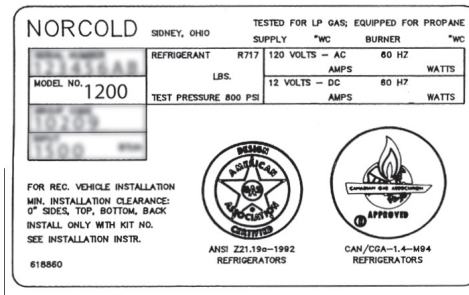 NORCOLD
SIDNEY, OHIO
TESTED FOR LP GAS; EQUIPPED FOR PROPANE
SUPPLY "WC BURNER "WC
REFRIGERANT R717
LBS.
TEST PRESSURE 800 PSI
120 VOLTS – AC 60 HZ
AMPS WATTS
12 VOLTS – DC 60 HZ
AMPS WATTS
MODEL NO. 1200
FOR REC. VEHICLE INSTALLATION
MIN. INSTALLATION CLEARANCE:
0" SIDES, TOP, BOTTOM, BACK
INSTALL ONLY WITH KIT NO.
SEE INSTALLATION INSTR.
618860
DESIGN
AMERICAN
GAS
ASSOCIATION
CERTIFIED
ANSI Z21.19a-1992
REFRIGERATORS
CANADIAN GAS ASSOCIATION
APPROVED
CAN/CGA-1.4-M94
REFRIGERATORS